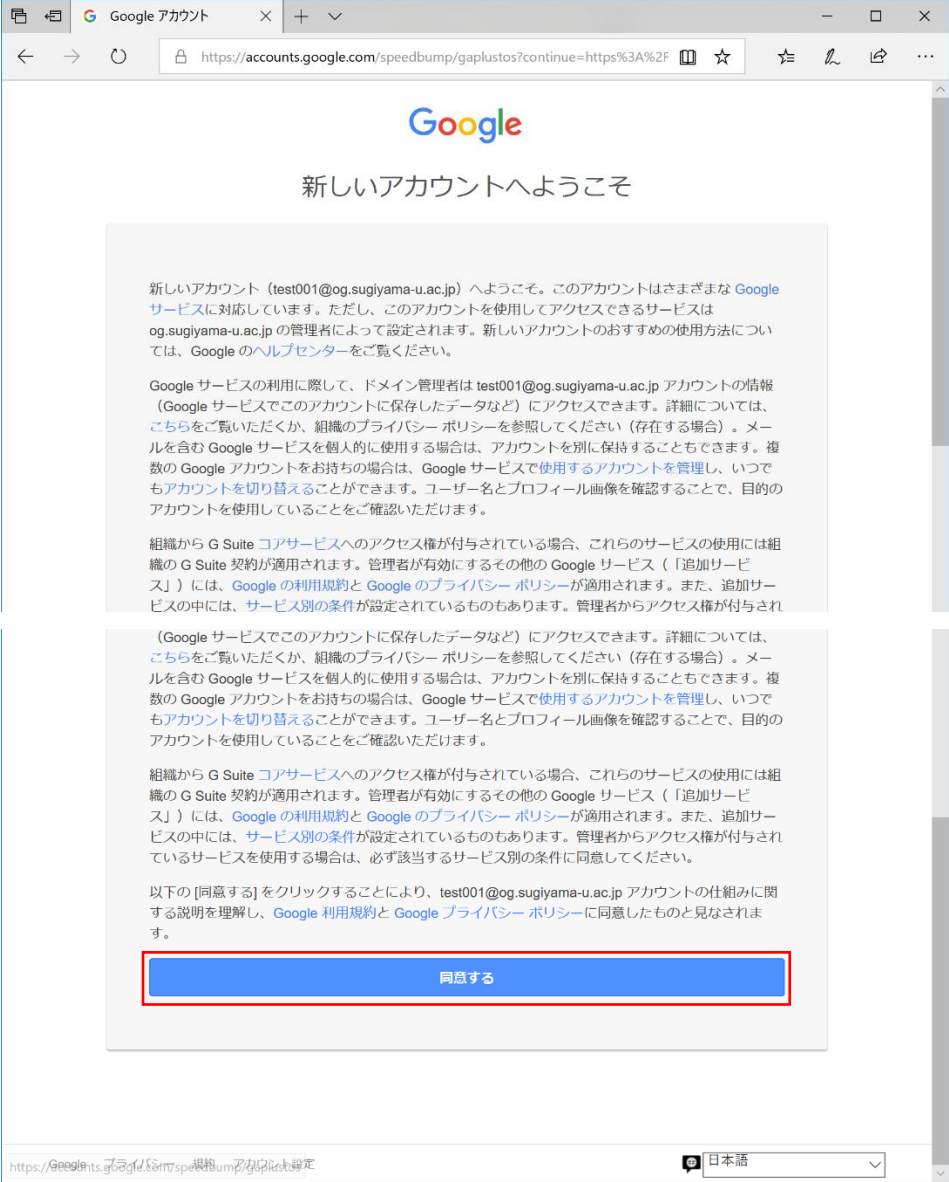 Google アカウント
https://accounts.google.com/speedbump/gaplustos?continue=https%3A%2F
Google
新しいアカウントへようこそ
新しいアカウント（test001@og.sugiyama-u.ac.jp）へようこそ。このアカウントはさまざまな Google
サービスに対応しています。ただし、このアカウントを使用してアクセスできるサービスは
og.sugiyama-u.ac.jp の管理者によって設定されます。新しいアカウントのおすすめの使用方法につい
ては、Google のヘルプセンターをご覧ください。
Google サービスの利用に際して、ドメイン管理者は test001@og.sugiyama-u.ac.jp アカウントの情報
（Google サービスでこのアカウントに保存したデータなど）にアクセスできます。詳細については、
こちらをご覧いただくか、組織のプライバシー ポリシーを参照してください（存在する場合）。メー
ルを含む Google サービスを個人的に使用する場合は、アカウントを別に保持することもできます。複
数の Google アカウントをお持ちの場合は、Google サービスで使用するアカウントを管理し、いつで
もアカウントを切り替えることができます。ユーザー名とプロフィール画像を確認することで、目的の
アカウントを使用していることをご確認いただけます。
組織から G Suite コアサービスへのアクセス権が付与されている場合、これらのサービスの使用には組
織の G Suite 契約が適用されます。管理者が有効にするその他の Google サービス（「追加サービ
ス」）には、Google の利用規約と Google のプライバシー ポリシーが適用されます。また、追加サー
ビスの中には、サービス別の条件が設定されているものもあります。管理者からアクセス権が付与され
（Google サービスでこのアカウントに保存したデータなど）にアクセスできます。詳細については、
こちらをご覧いただくか、組織のプライバシー ポリシーを参照してください（存在する場合）。メー
ルを含む Google サービスを個人的に使用する場合は、アカウントを別に保持することもできます。複
数の Google アカウントをお持ちの場合は、Google サービスで使用するアカウントを管理し、いつで
もアカウントを切り替えることができます。ユーザー名とプロフィール画像を確認することで、目的の
アカウントを使用していることをご確認いただけます。
組織から G Suite コアサービスへのアクセス権が付与されている場合、これらのサービスの使用には組
織の G Suite 契約が適用されます。管理者が有効にするその他の Google サービス（「追加サービ
ス」）には、Google の利用規約と Google のプライバシー ポリシーが適用されます。また、追加サー
ビスの中には、サービス別の条件が設定されているものもあります。管理者からアクセス権が付与され
ているサービスを使用する場合は、必ず該当するサービス別の条件に同意してください。
以下の [同意する] をクリックすることにより、test001@og.sugiyama-u.ac.jp アカウントの仕組みに関
する説明を理解し、Google 利用規約と Google プライバシー ポリシーに同意したものと見なされま
す。
同意する
Google プライバシー 規約 アカウント設定
https://accounts.google.com/speedbump/gaplustos
日本語